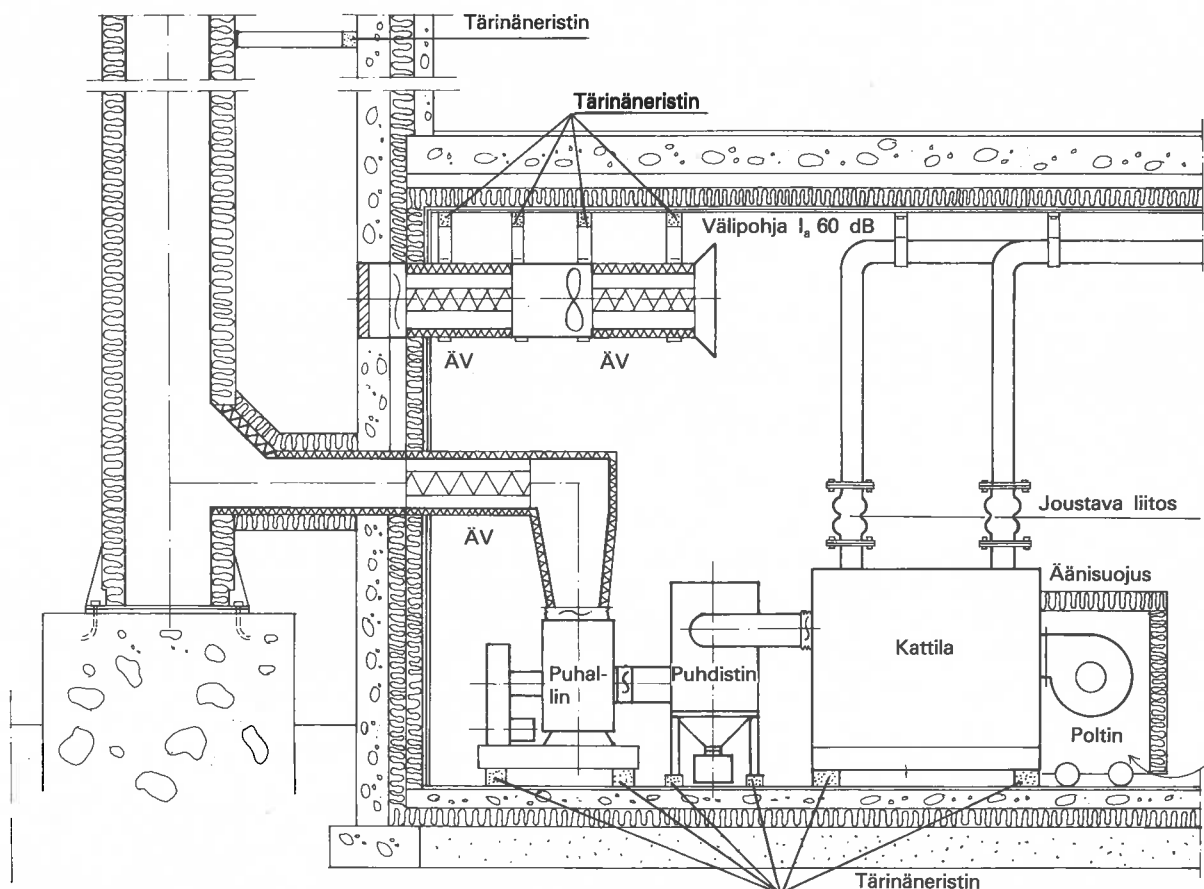 Tärinäneristin
Tärinäneristin
Välipohja Iₐ 60 dB
ÄV
ÄV
Joustava liitos
ÄV
Äänisuojus
Kattila
Puhal-
lin
Puhdistin
Poltin
Tärinäneristin